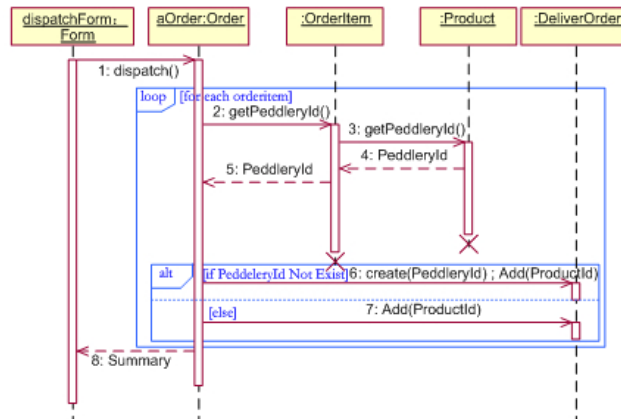 dispatchForm:
Form
aOrder:Order
:OrderItem
:Product
:DeliverOrder
1: dispatch()
loop
[for each orderitem]
2: getPeddleryId()
3: getPeddleryId()
4: PeddleryId
5: PeddleryId
alt
[if PeddeleryId Not Exist]
6: create(PeddleryId) ; Add(ProductId)
[else]
7: Add(ProductId)
8: Summary